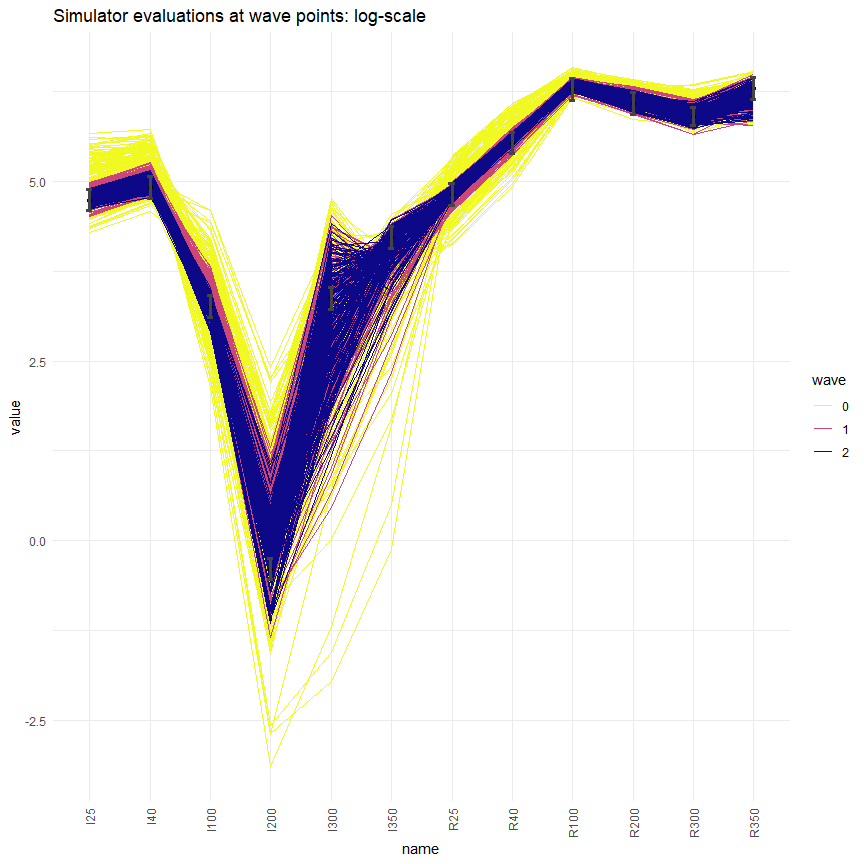 Simulator evaluations at wave points: log-scale
value
5.0
2.5
0.0
-2.5
I25
I40
I100
I200
I300
I350
R25
R40
R100
R200
R300
R350
name
wave
0
1
2